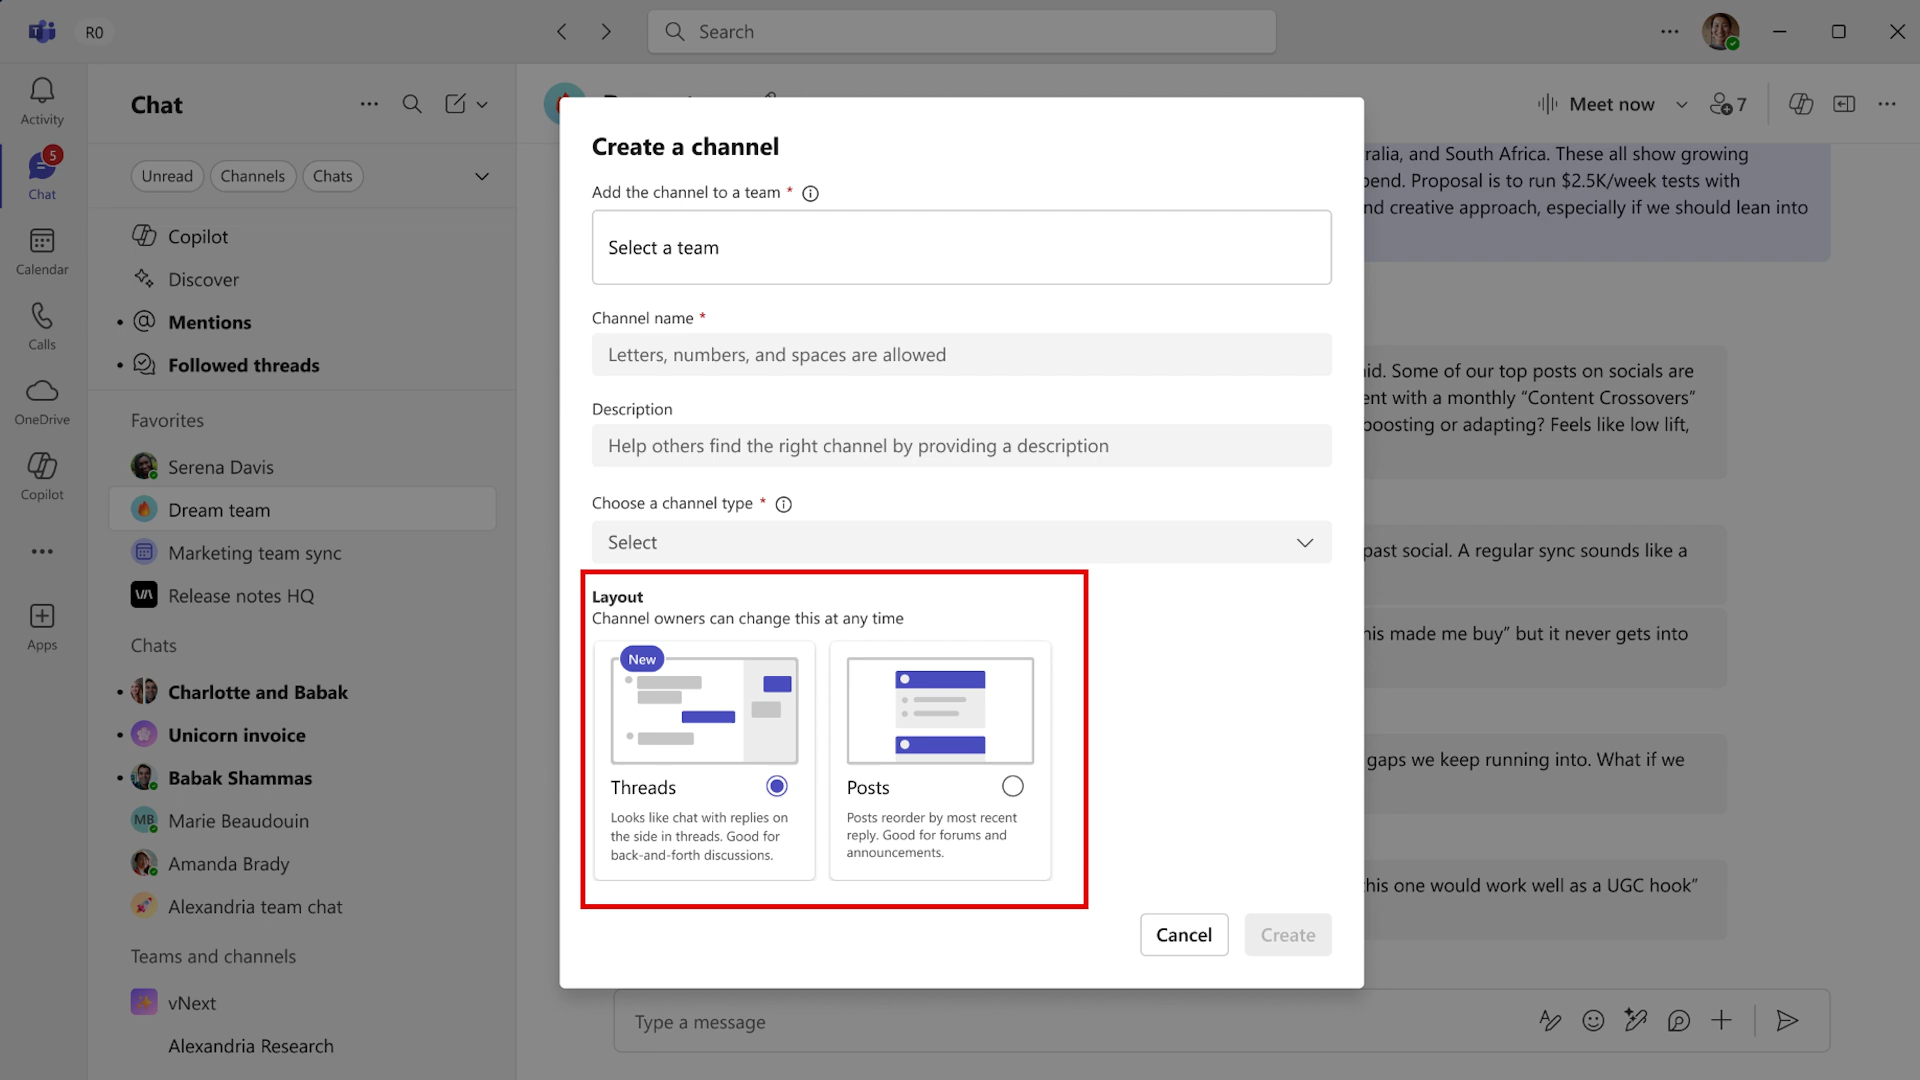 R0
Search
Activity
5
Chat
Calendar
Calls
OneDrive
Copilot
Apps
Chat
Unread
Channels
Chats
Copilot
Discover
Mentions
Followed threads
Favorites
Serena Davis
Dream team
Marketing team sync
Release notes HQ
Chats
Charlotte and Babak
Unicorn invoice
Babak Shammas
MB
Marie Beaudouin
Amanda Brady
Alexandria team chat
Teams and channels
vNext
Alexandria Research
Meet now
7
Create a channel
Add the channel to a team *
Select a team
Channel name *
Letters, numbers, and spaces are allowed
Description
Help others find the right channel by providing a description
Choose a channel type *
Select
Layout
Channel owners can change this at any time
New
Threads
Looks like chat with replies on
the side in threads. Good for
back-and-forth discussions.
Posts
Posts reorder by most recent
reply. Good for forums and
announcements.
Cancel
Create
and South Africa. These all show growing
Proposal is to run $2.5K/week tests with
creative approach, especially if we should lean into
Some of our top posts on socials are
with a monthly “Content Crossovers”
boosting or adapting? Feels like low lift,
past social. A regular sync sounds like a
made me buy” but it never gets into
gaps we keep running into. What if we
this one would work well as a UGC hook”
Type a message